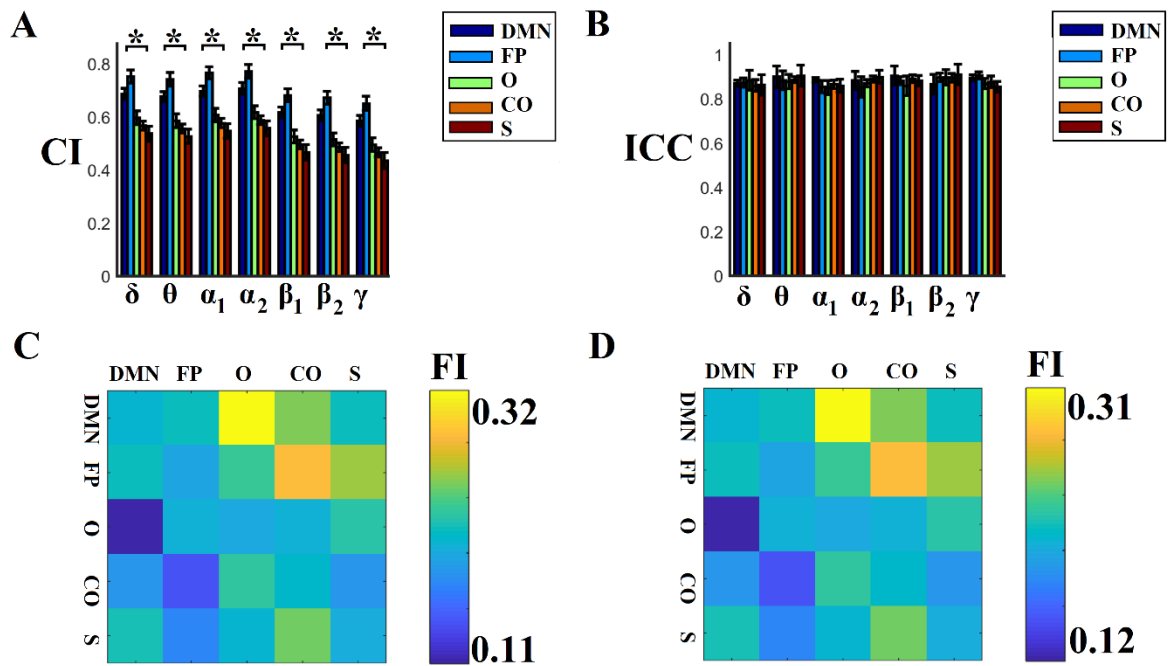 A
* * * * * * *
DMN
FP
O
CO
S
CI
0.8
0.6
0.4
0.2
0
δ θ α1 α2 β1 β2 γ
B
DMN
FP
O
CO
S
ICC
1
0.8
0.6
0.4
0.2
0
δ θ α1 α2 β1 β2 γ
C
DMN FP O CO S
DMN
FP
O
CO
S
FI
0.32
0.11
D
DMN FP O CO S
DMN
FP
O
CO
S
FI
0.31
0.12